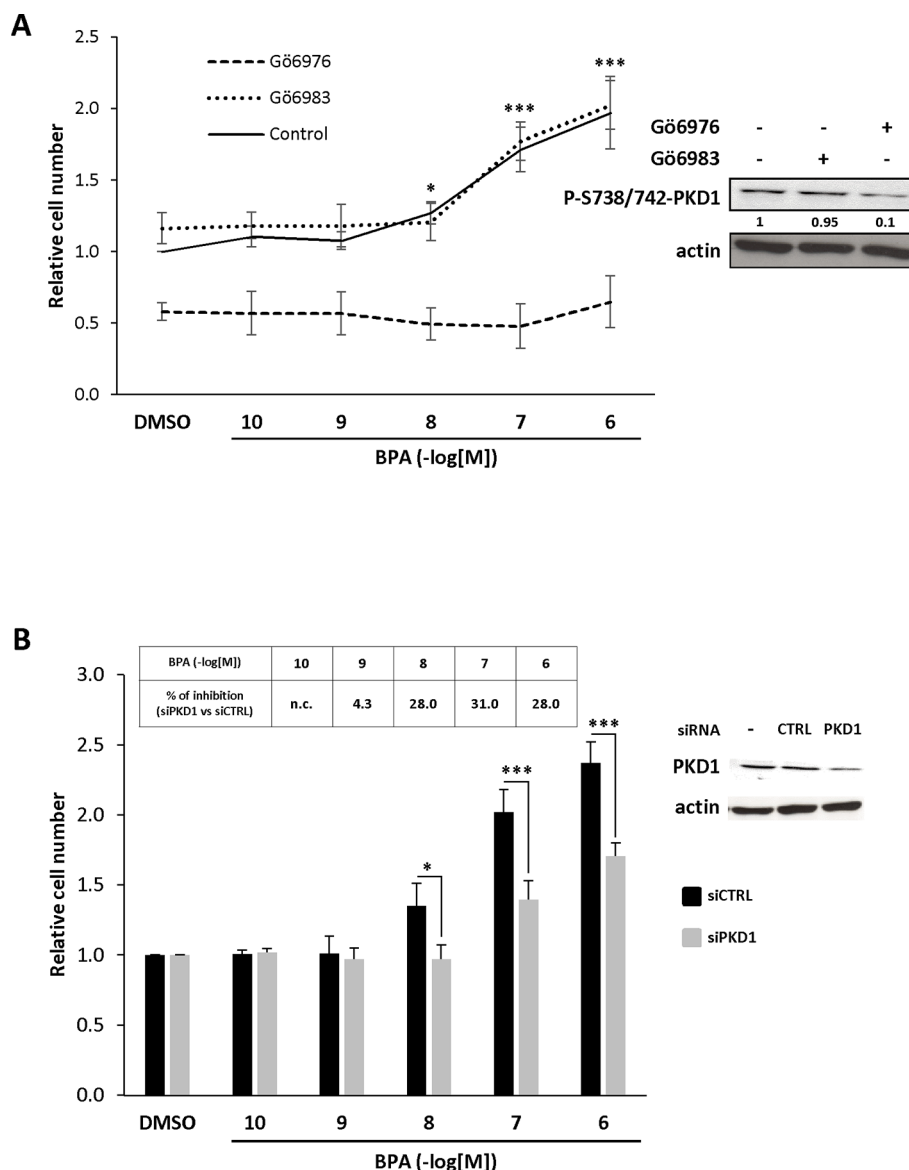 A
2.5
2.0
1.5
1.0
0.5
0.0
Relative cell number
Gö6976
Gö6983
Control
*
***
***
DMSO 10 9 8 7 6
BPA (-log[M])
Gö6976 - - +
Gö6983 - + -
P-S738/742-PKD1
1 0.95 0.1
actin
B
BPA (-log[M]) 10 9 8 7 6
% of inhibition
(siPKD1 vs siCTRL) n.c. 4.3 28.0 31.0 28.0
3.0
2.5
2.0
1.5
1.0
0.5
0.0
Relative cell number
*
***
***
DMSO 10 9 8 7 6
BPA (-log[M])
siRNA - CTRL PKD1
PKD1
actin
siCTRL
siPKD1